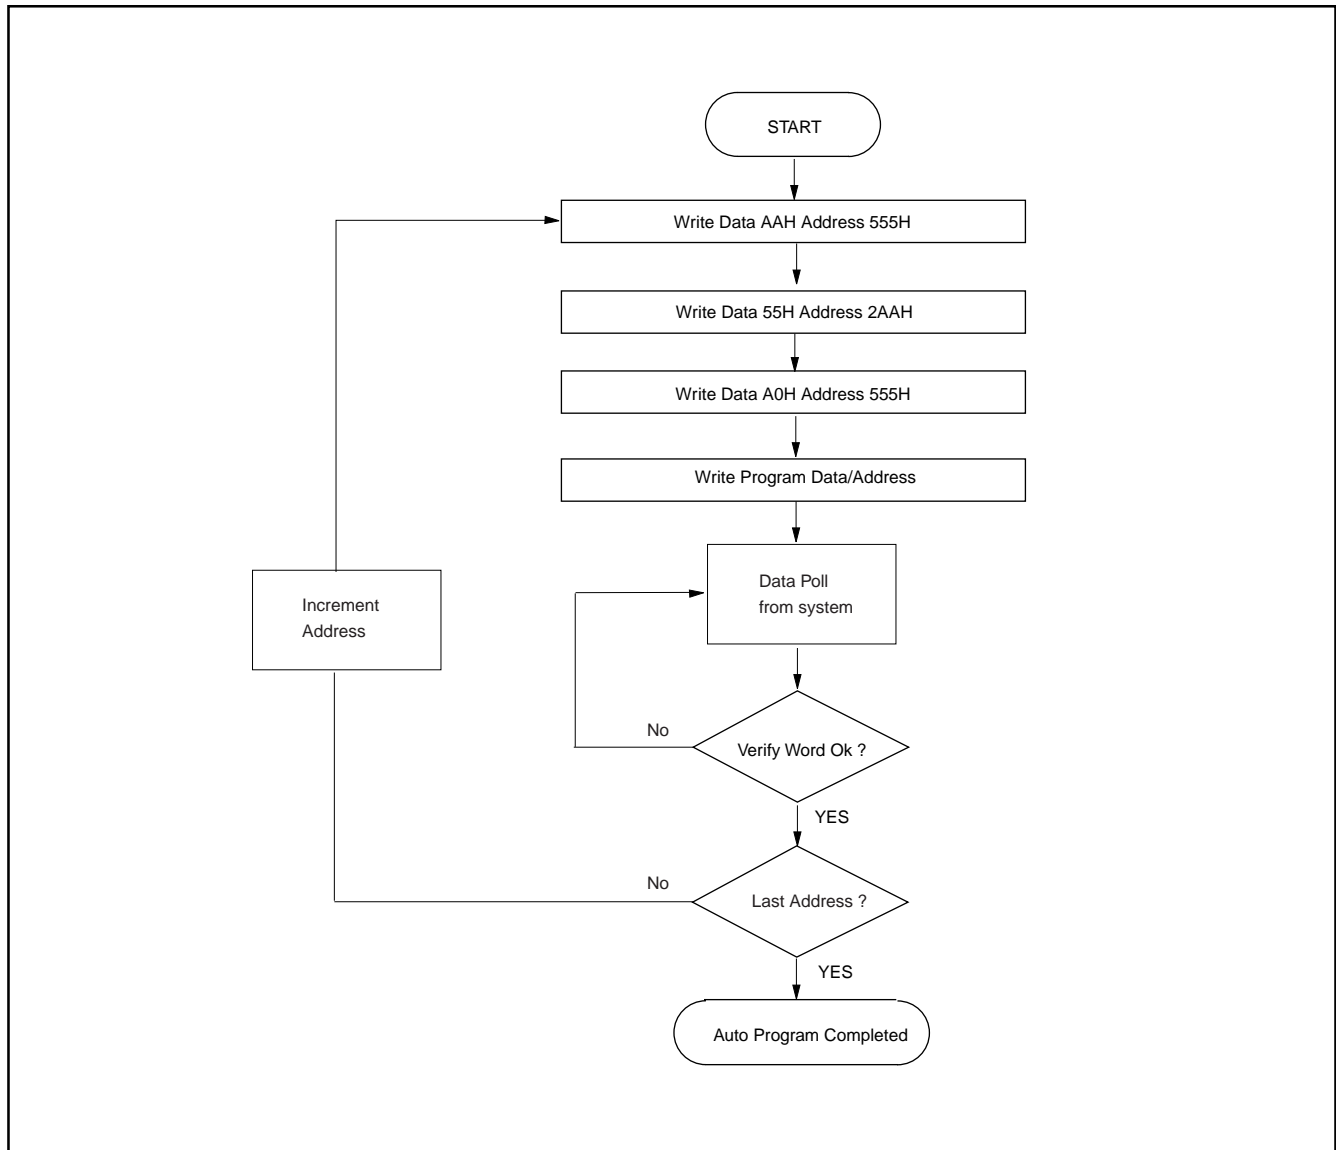 START
Write Data AAH Address 555H
Write Data 55H Address 2AAH
Write Data A0H Address 555H
Write Program Data/Address
Data Poll
from system
Increment
Address
No
Verify Word Ok ?
YES
No
Last Address ?
YES
Auto Program Completed